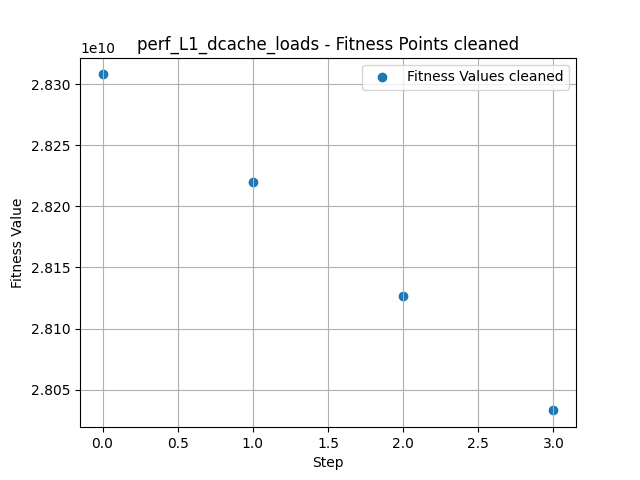 perf_L1_dcache_loads - Fitness Points cleaned
1e10
Fitness Values cleaned
2.830
2.825
2.820
2.815
2.810
2.805
Fitness Value
0.0 0.5 1.0 1.5 2.0 2.5 3.0
Step